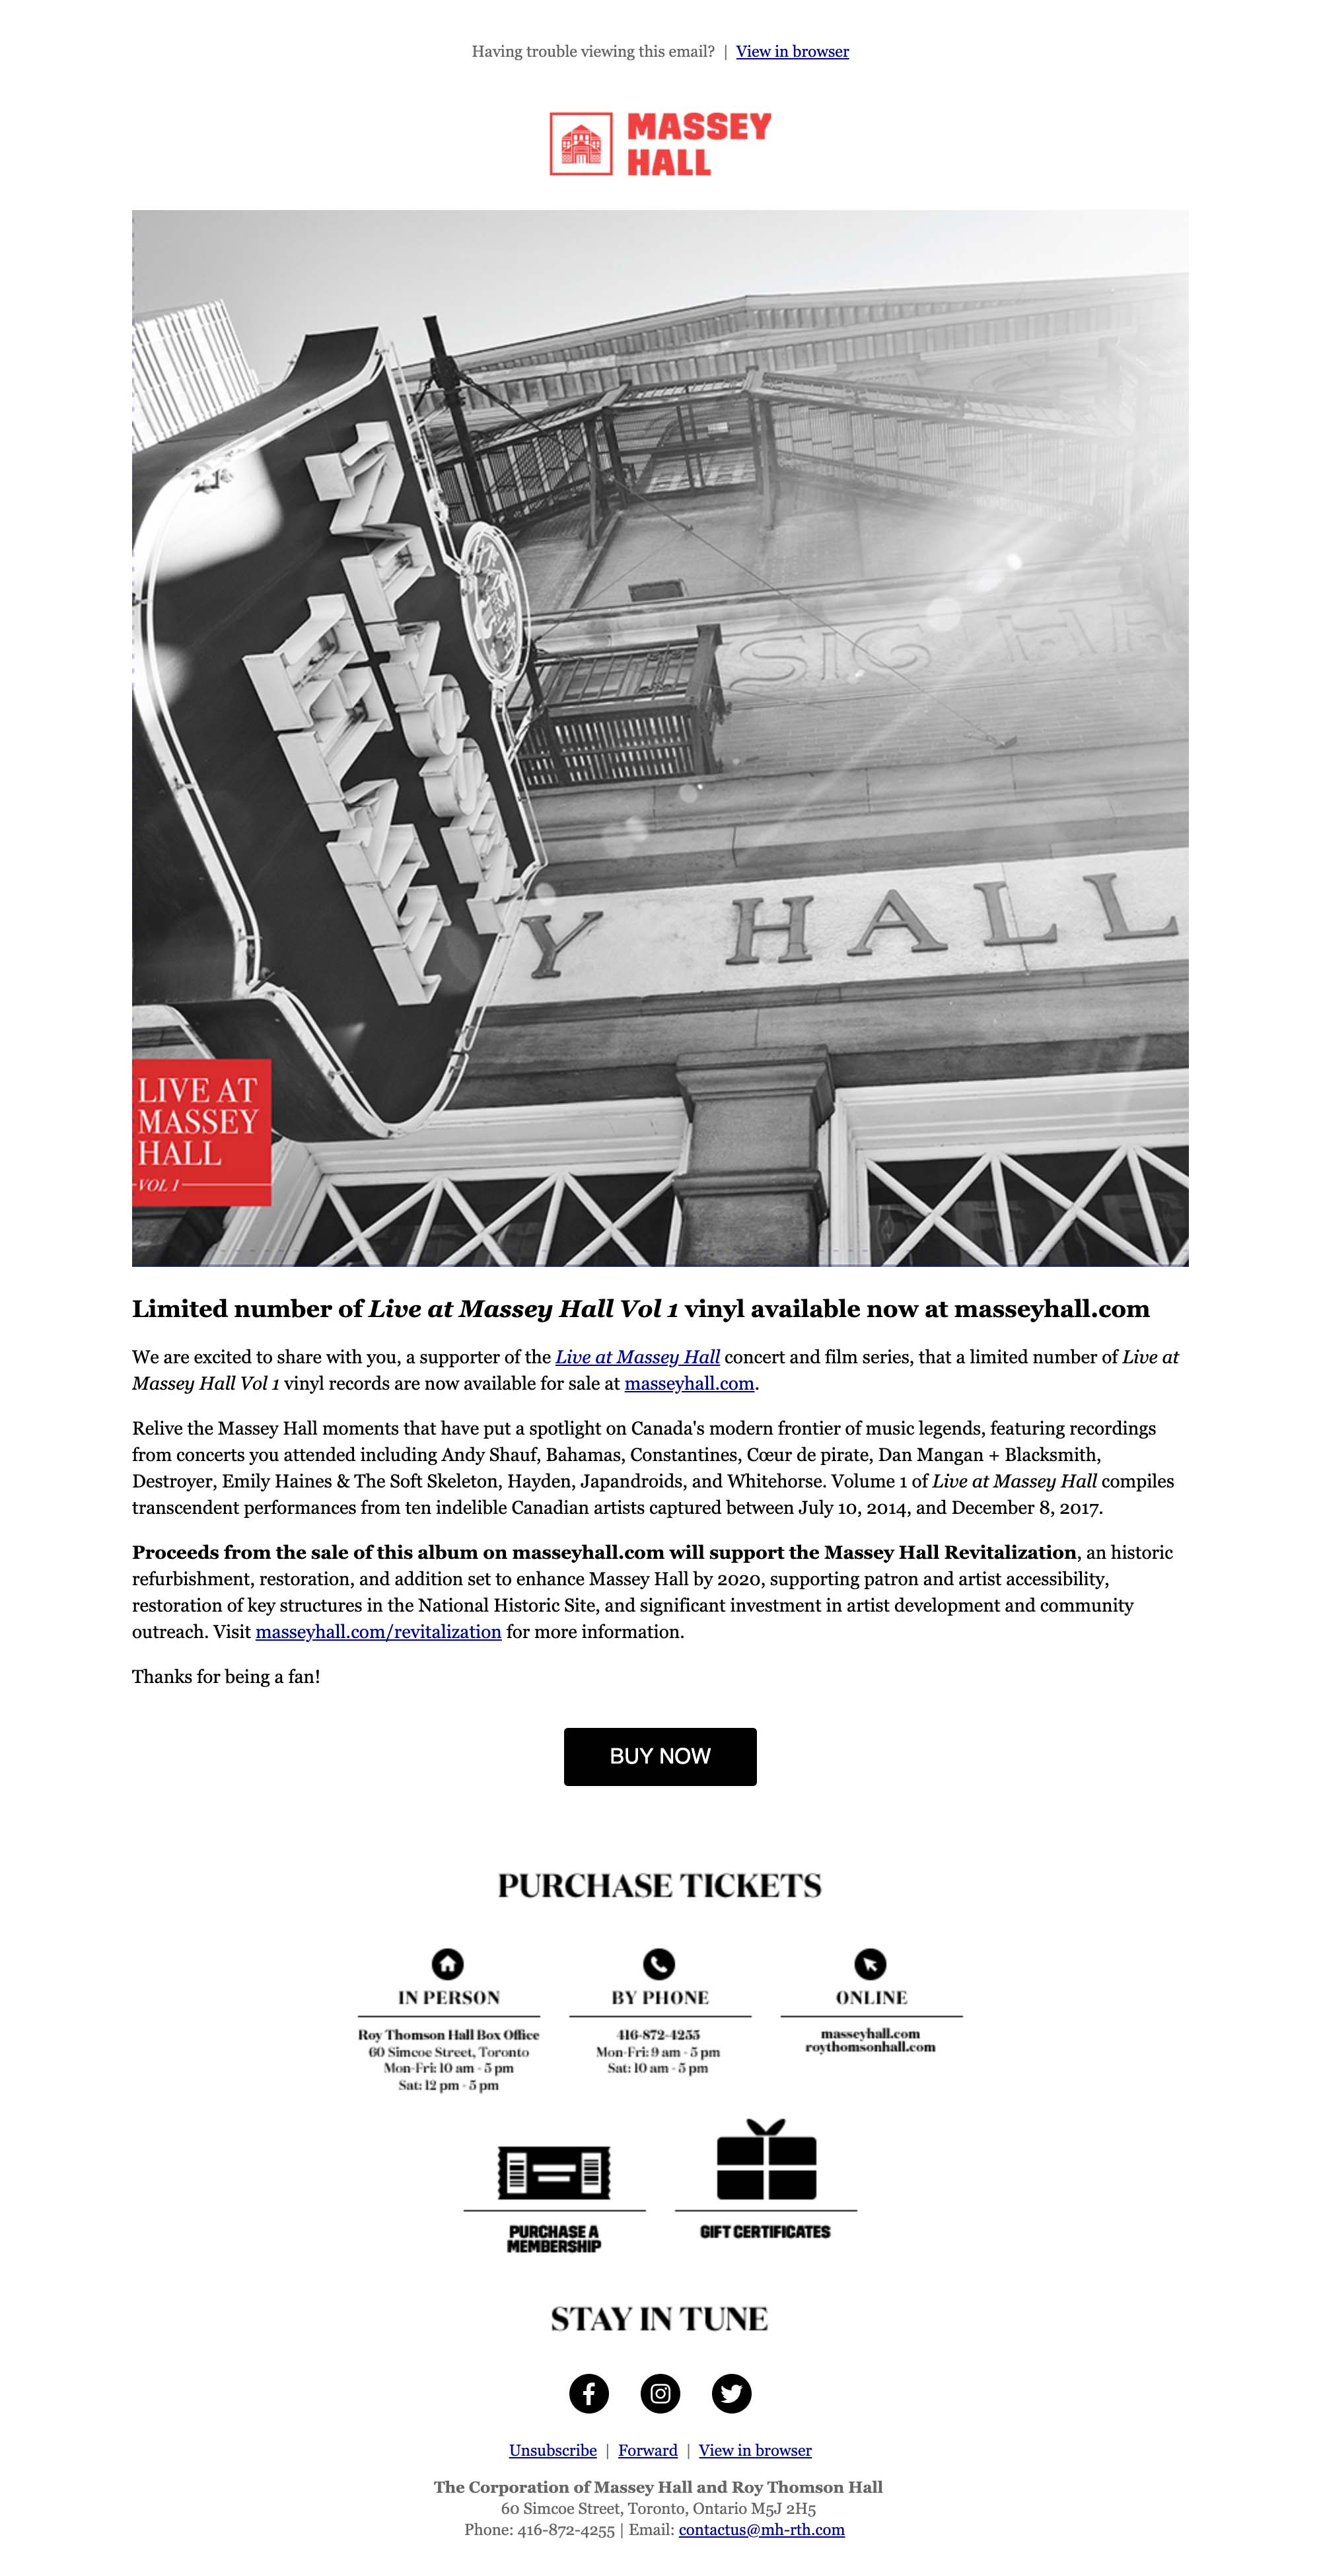 Having trouble viewing this email? | View in browser
MASSEY
HALL
MASSEY
MUSIC
HALL
SIC HAL
Y HALL
LIVE AT
MASSEY
HALL
VOL 1
Limited number of Live at Massey Hall Vol 1 vinyl available now at masseyhall.com
We are excited to share with you, a supporter of the Live at Massey Hall concert and film series, that a limited number of Live at
Massey Hall Vol 1 vinyl records are now available for sale at masseyhall.com.
Relive the Massey Hall moments that have put a spotlight on Canada's modern frontier of music legends, featuring recordings
from concerts you attended including Andy Shauf, Bahamas, Constantines, Cœur de pirate, Dan Mangan + Blacksmith,
Destroyer, Emily Haines & The Soft Skeleton, Hayden, Japandroids, and Whitehorse. Volume 1 of Live at Massey Hall compiles
transcendent performances from ten indelible Canadian artists captured between July 10, 2014, and December 8, 2017.
Proceeds from the sale of this album on masseyhall.com will support the Massey Hall Revitalization, an historic
refurbishment, restoration, and addition set to enhance Massey Hall by 2020, supporting patron and artist accessibility,
restoration of key structures in the National Historic Site, and significant investment in artist development and community
outreach. Visit masseyhall.com/revitalization for more information.
Thanks for being a fan!
BUY NOW
PURCHASE TICKETS
IN PERSON
Roy Thomson Hall Box Office
60 Simcoe Street, Toronto
Mon-Fri: 10 am - 5 pm
Sat: 12 pm - 5 pm
BY PHONE
416-872-4255
Mon-Fri: 9 am - 5 pm
Sat: 10 am - 5 pm
ONLINE
masseyhall.com
roythomsonhall.com
PURCHASE A
MEMBERSHIP
GIFT CERTIFICATES
STAY IN TUNE
Unsubscribe | Forward | View in browser
The Corporation of Massey Hall and Roy Thomson Hall
60 Simcoe Street, Toronto, Ontario M5J 2H5
Phone: 416-872-4255 | Email: contactus@mh-rth.com